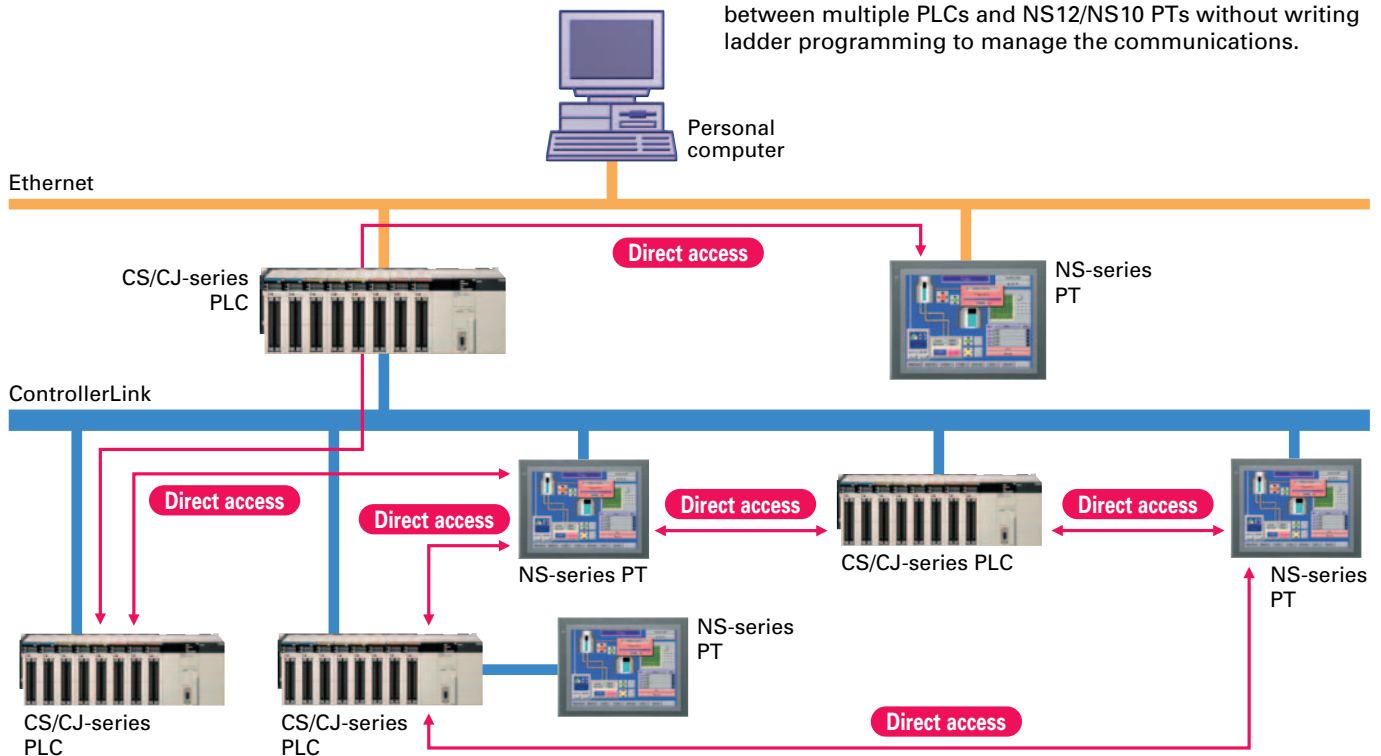 between multiple PLCs and NS12/NS10 PTs without writing
ladder programming to manage the communications.
Personal
computer
Ethernet
Direct access
CS/CJ-series
PLC
NS-series
PT
ControllerLink
Direct access
Direct access
Direct access
Direct access
NS-series PT
CS/CJ-series PLC
NS-series
PT
NS-series
PT
CS/CJ-series
PLC
CS/CJ-series
PLC
Direct access